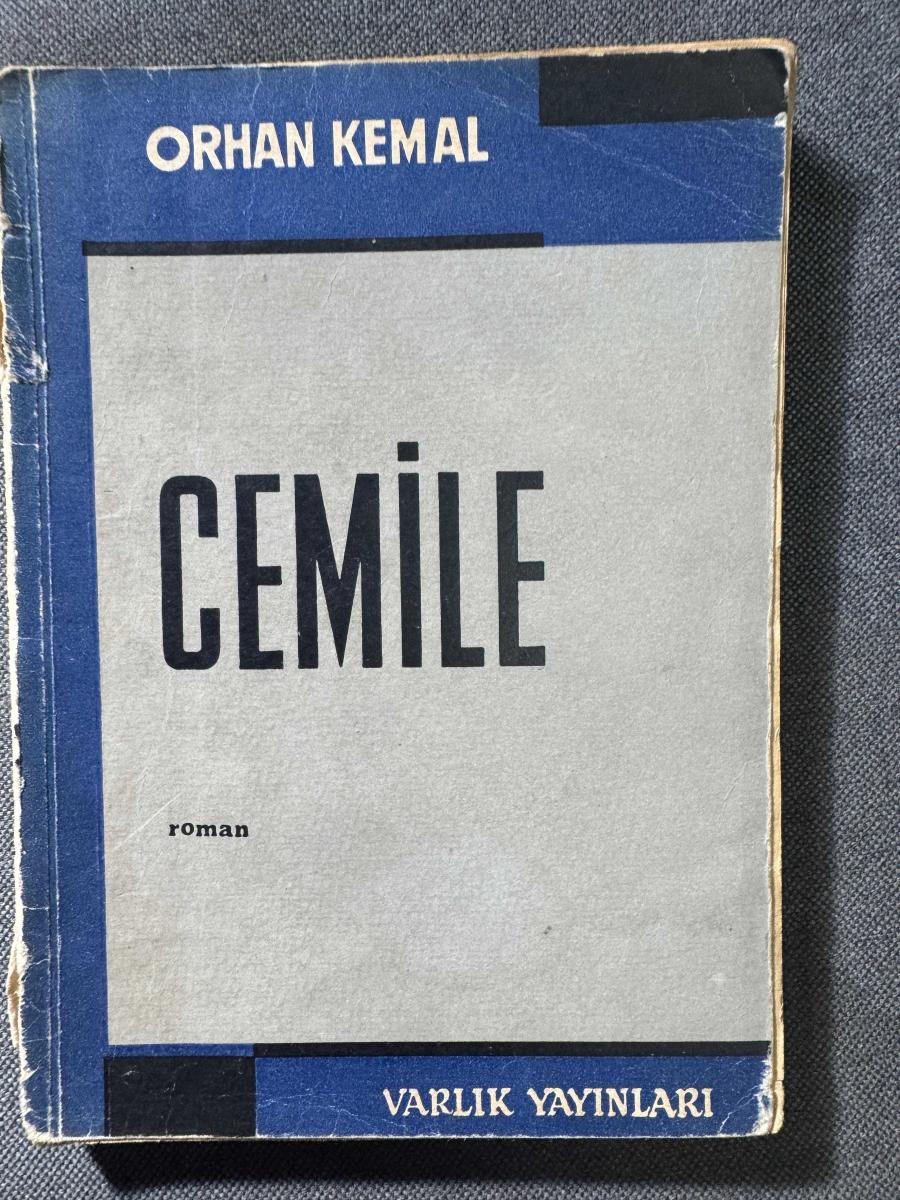 ORHAN KEMAL
CEMİLE
roman
VARLIK YAYINLARI